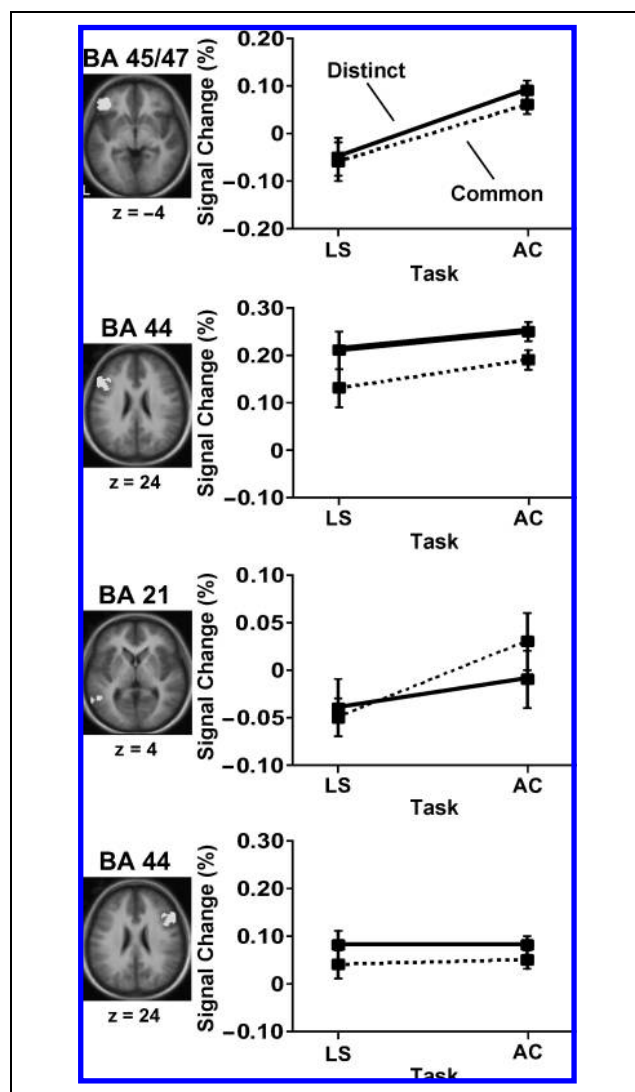 BA 45/47
L
z = −4
Signal Change (%)
0.20
0.10
0
−0.10
−0.20
Distinct
Common
LS
AC
Task
BA 44
z = 24
Signal Change (%)
0.30
0.20
0.10
0
−0.10
LS
AC
Task
BA 21
z = 4
Signal Change (%)
0.10
0.05
0
−0.05
−0.10
LS
AC
Task
BA 44
z = 24
Signal Change (%)
0.30
0.20
0.10
0
−0.10
LS
AC
Task